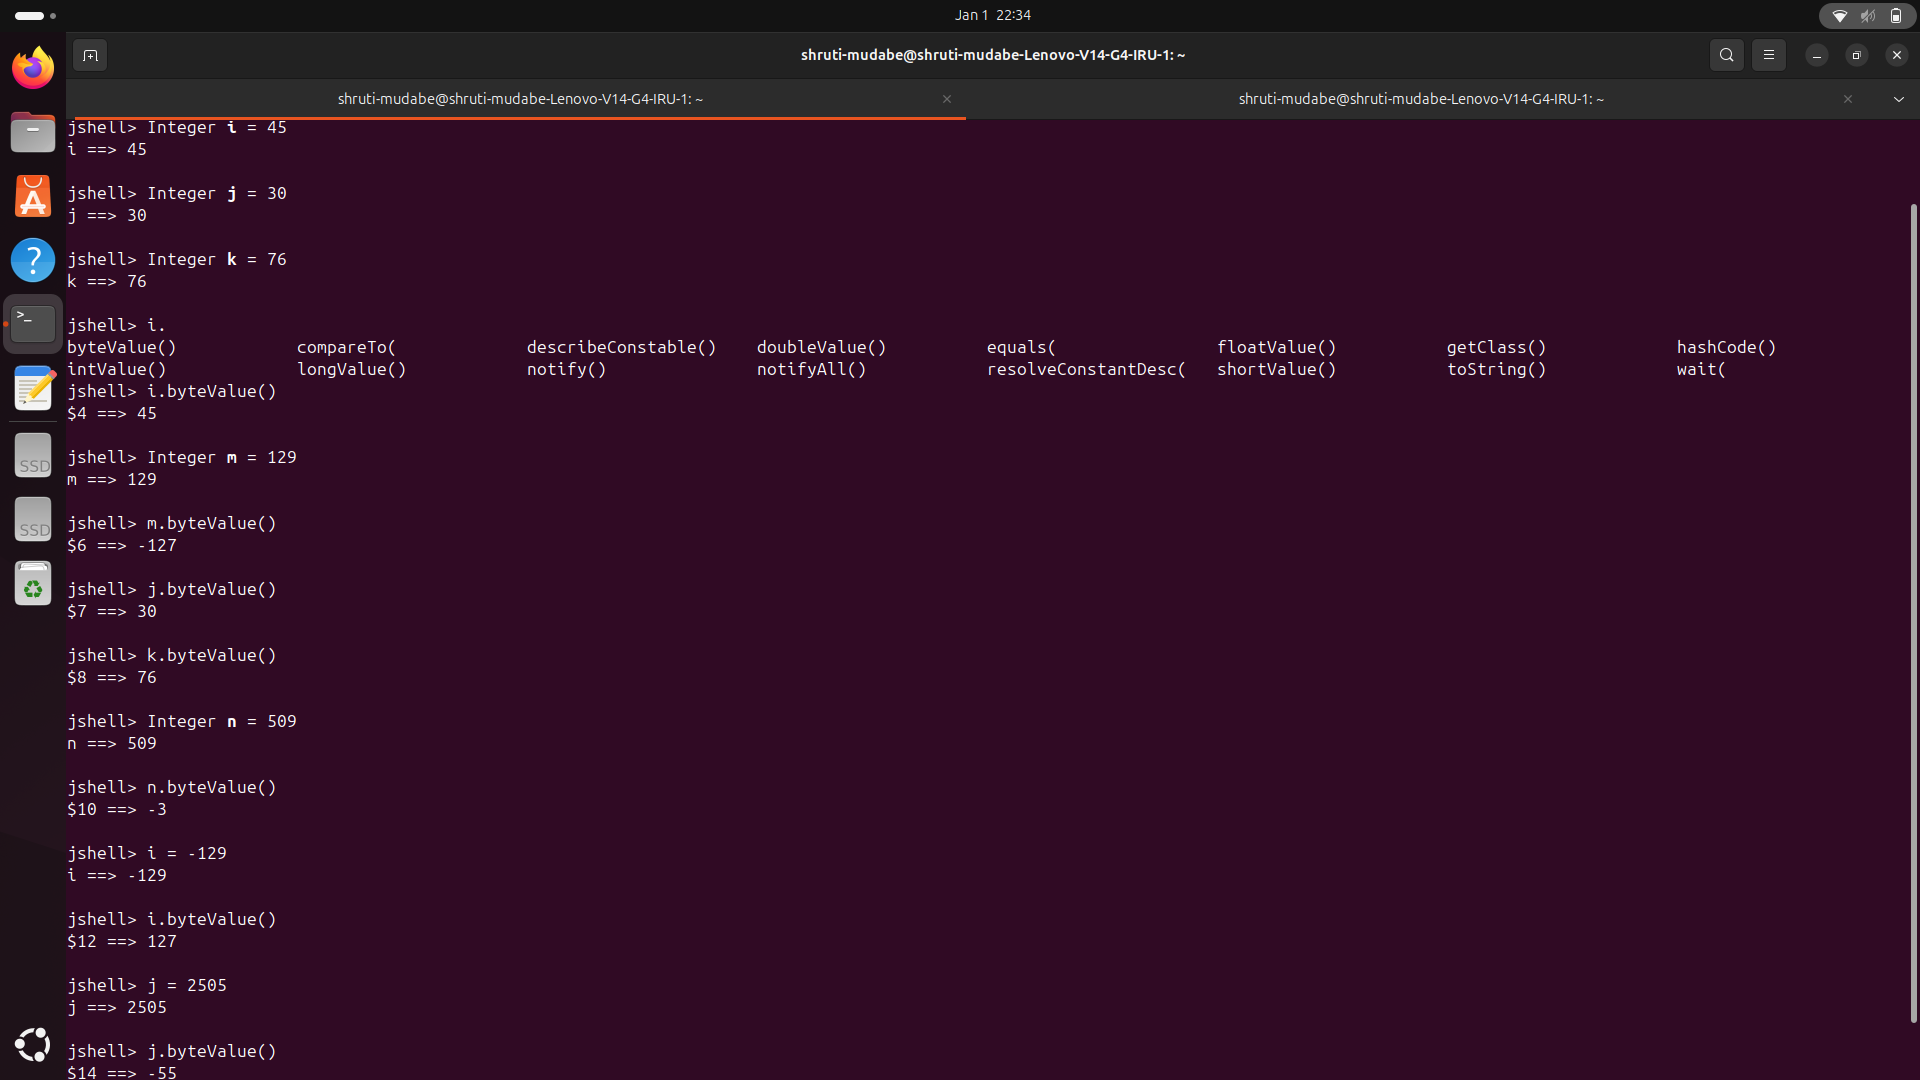 Jan 1 22:34
shruti-mudabe@shruti-mudabe-Lenovo-V14-G4-IRU-1: ~
shruti-mudabe@shruti-mudabe-Lenovo-V14-G4-IRU-1: ~
shruti-mudabe@shruti-mudabe-Lenovo-V14-G4-IRU-1: ~
jshell> Integer i = 45
i ==> 45
jshell> Integer j = 30
j ==> 30
jshell> Integer k = 76
k ==> 76
jshell> i.
byteValue() compareTo( describeConstable() doubleValue() equals( floatValue() getClass() hashCode()
intValue() longValue() notify() notifyAll() resolveConstantDesc( shortValue() toString() wait(
jshell> i.byteValue()
$4 ==> 45
jshell> Integer m = 129
m ==> 129
jshell> m.byteValue()
$6 ==> -127
jshell> j.byteValue()
$7 ==> 30
jshell> k.byteValue()
$8 ==> 76
jshell> Integer n = 509
n ==> 509
jshell> n.byteValue()
$10 ==> -3
jshell> i = -129
i ==> -129
jshell> i.byteValue()
$12 ==> 127
jshell> j = 2505
j ==> 2505
jshell> j.byteValue()
$14 ==> -55
SSD
SSD